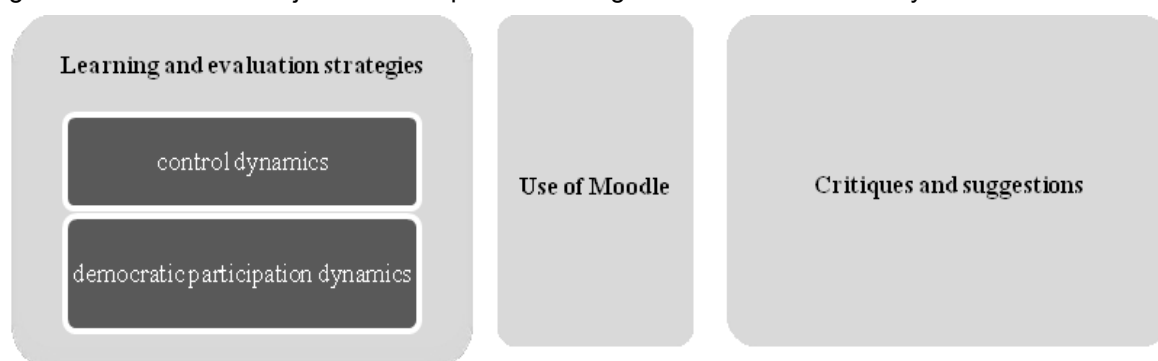 Learning and evaluation strategies
control dynamics
democratic participation dynamics
Use of Moodle
Critiques and suggestions